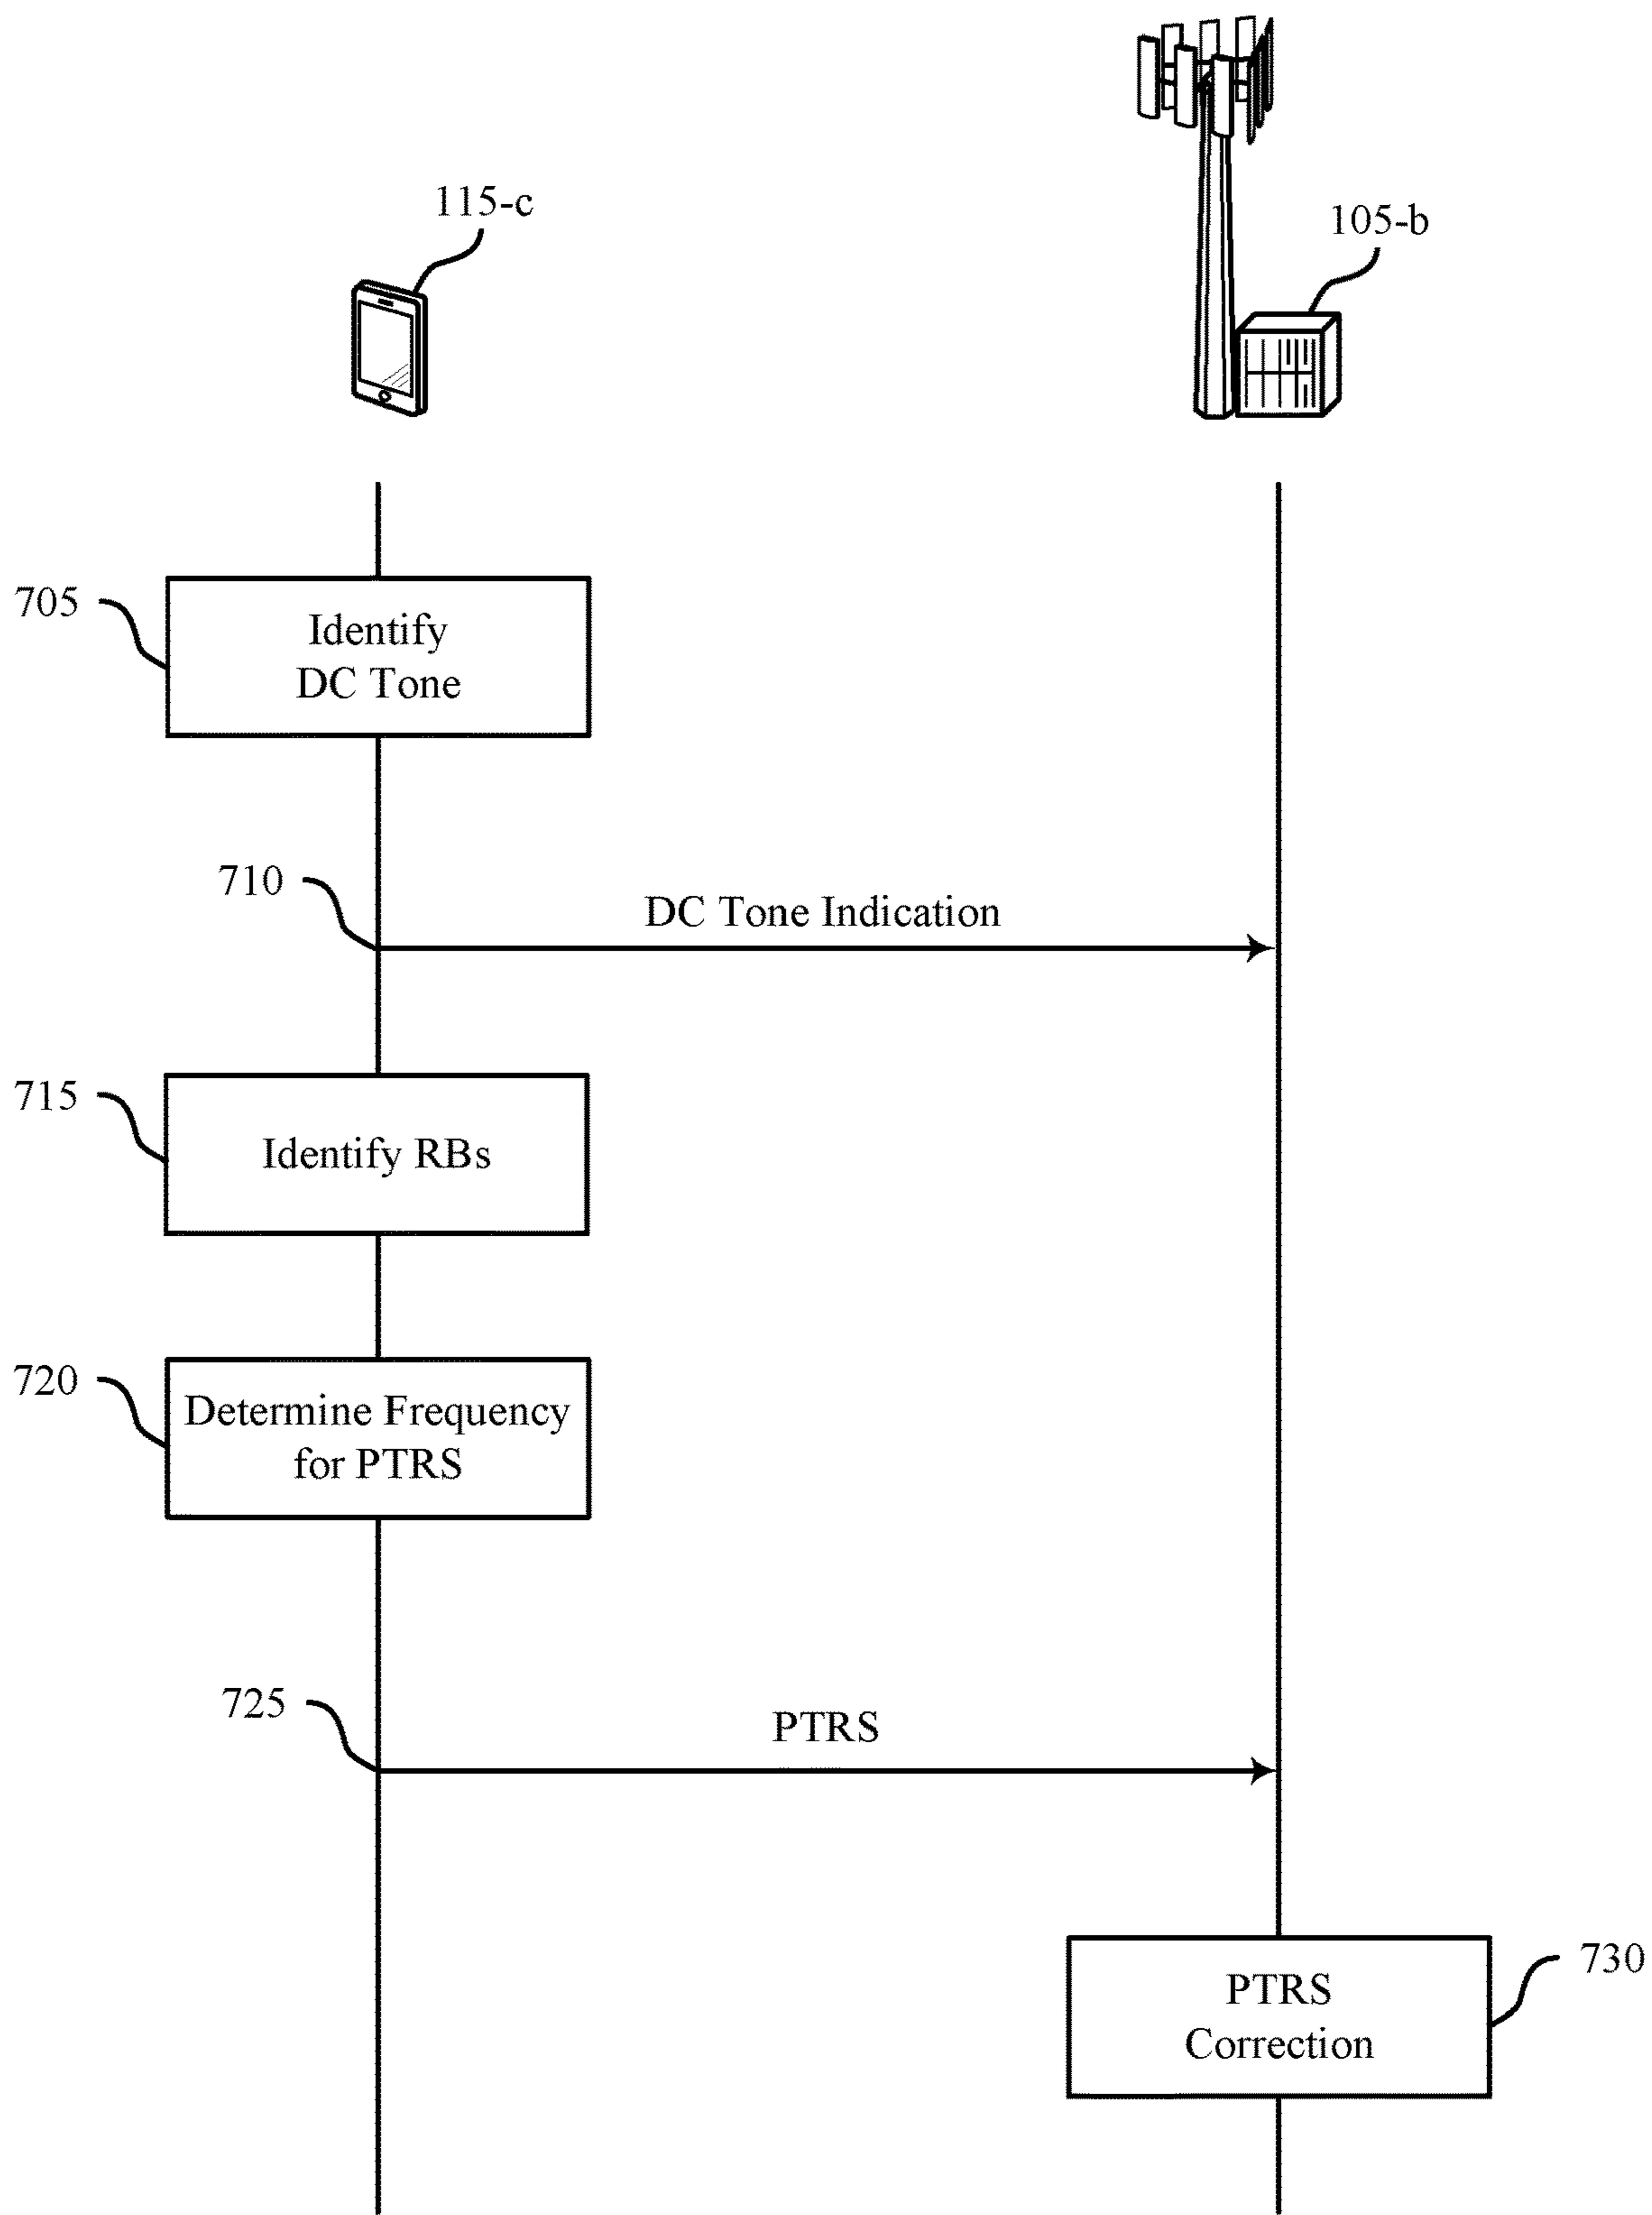 115-c
105-b
705
Identify
DC Tone
710
DC Tone Indication
715
Identify RBs
720
Determine Frequency
for PTRS
725
PTRS
730
PTRS
Correction